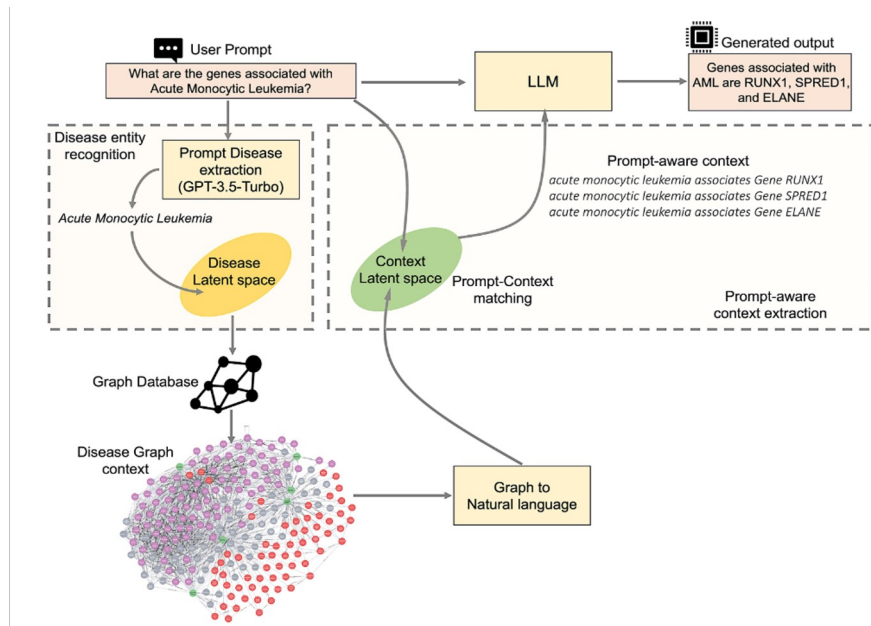 User Prompt
What are the genes associated with
Acute Monocytic Leukemia?
LLM
Generated output
Genes associated with
AML are RUNX1, SPRED1,
and ELANE
Disease entity
recognition
Prompt Disease
extraction
(GPT-3.5-Turbo)
Acute Monocytic Leukemia
Disease
Latent space
Prompt-aware context
acute monocytic leukemia associates Gene RUNX1
acute monocytic leukemia associates Gene SPRED1
acute monocytic leukemia associates Gene ELANE
Context
Latent space
Prompt-Context
matching
Prompt-aware
context extraction
Graph Database
Disease Graph
context
Graph to
Natural language